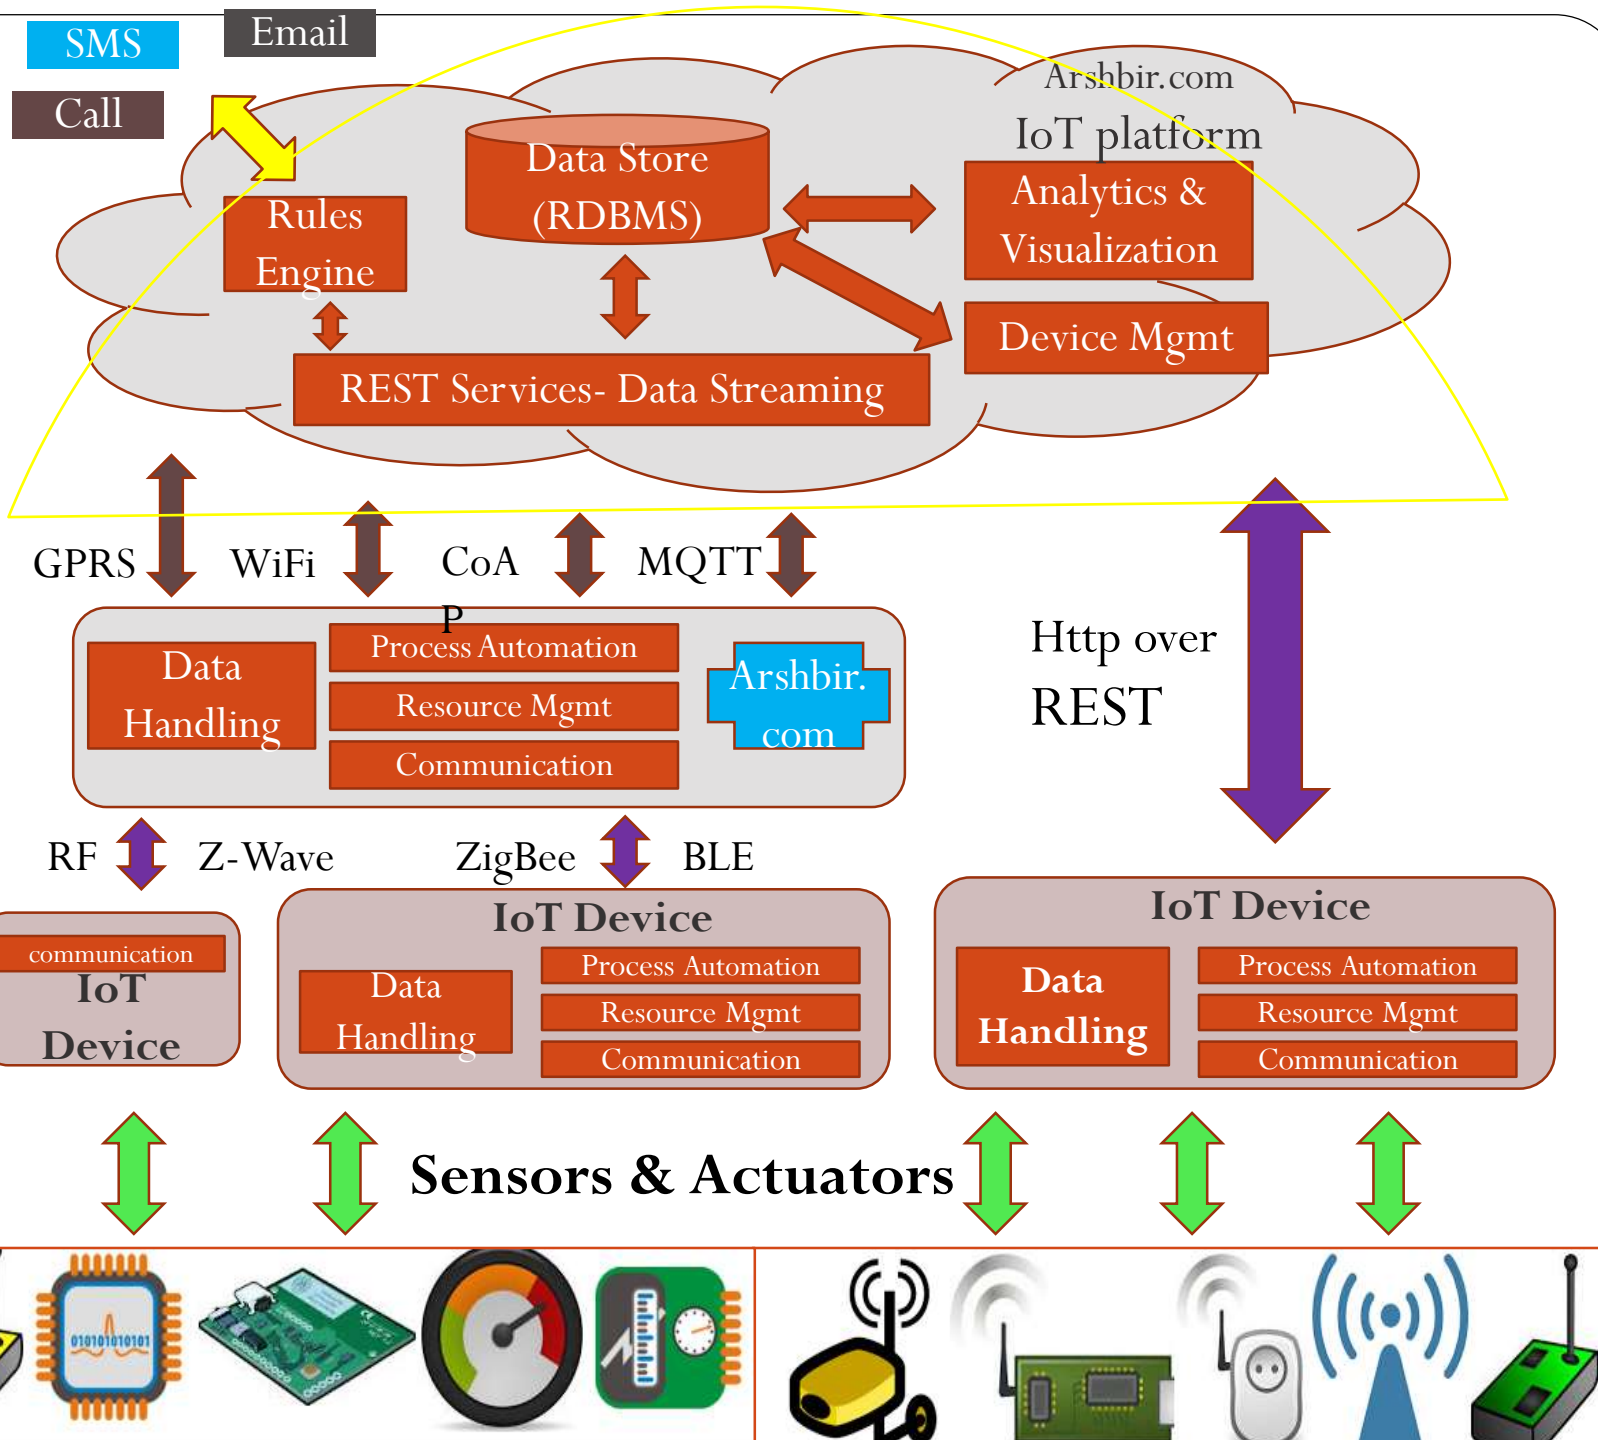 SMS
Email
Call
Arshbir.com
IoT platform
Data Store
(RDBMS)
Rules
Engine
Analytics &
Visualization
Device Mgmt
REST Services- Data Streaming
GPRS
WiFi
CoA
P
MQTT
Data
Handling
Process Automation
Resource Mgmt
Communication
Arshbir.
com
Http over
REST
RF
Z-Wave
ZigBee
BLE
communication
IoT
Device
IoT Device
Data
Handling
Process Automation
Resource Mgmt
Communication
IoT Device
Data
Handling
Process Automation
Resource Mgmt
Communication
Sensors & Actuators
010101010101